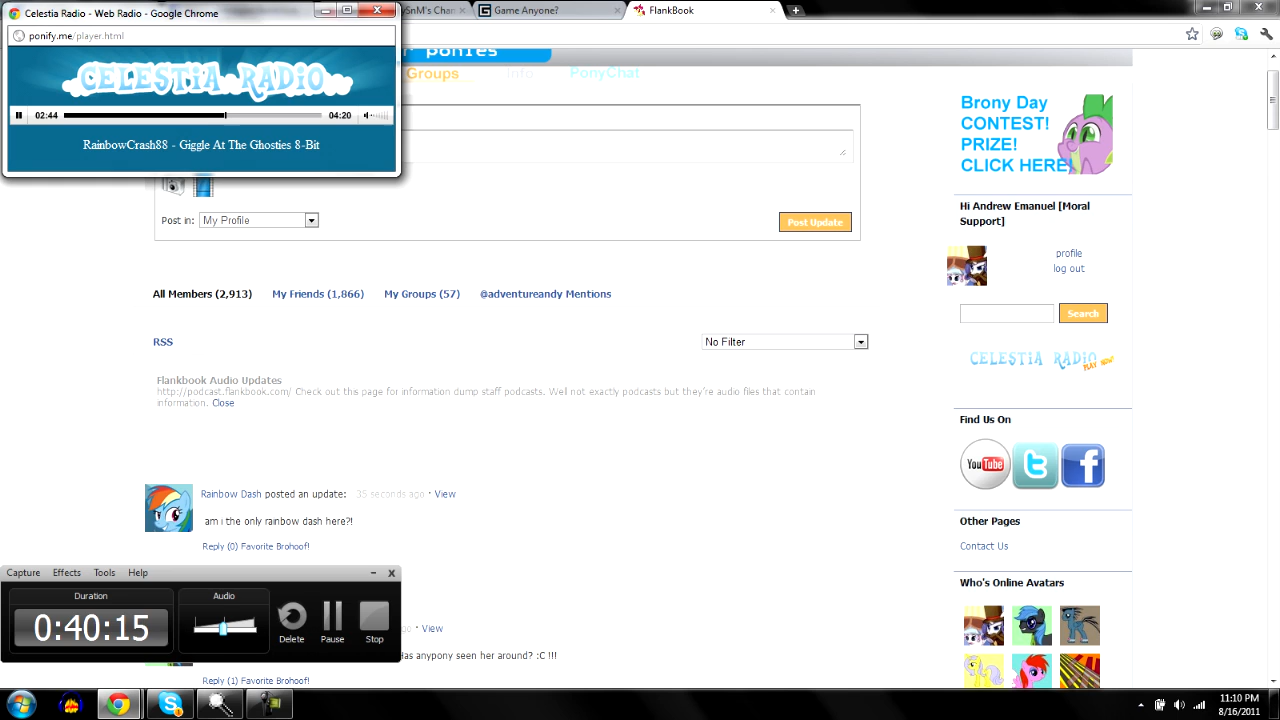 Celestia Radio - Web Radio - Google Chrome
ySnM's Chan
Game Anyone?
FlankBook
ponify.me/player.html
CELESTIA RADIO
02:44
04:20
RainbowCrash88 - Giggle At The Ghosties 8-Bit
r ponies
Groups
Info
PonyChat
Post in:
My Profile
Post Update
All Members (2,913)
My Friends (1,866)
My Groups (57)
@adventureandy Mentions
RSS
No Filter
Flankbook Audio Updates
http://podcast.flankbook.com/ Check out this page for information dump staff podcasts. Well not exactly podcasts but they're audio files that contain
information. Close
Rainbow Dash posted an update: 35 seconds ago · View
am i the only rainbow dash here?!
Reply (0) Favorite Brohoof!
go · View
Has anypony seen her around? :C !!!
Reply (1) Favorite Brohoof!
Brony Day
CONTEST!
PRIZE!
CLICK HERE!
Hi Andrew Emanuel [Moral
Support]
profile
log out
Search
CELESTIA RADIO
PLAY NOW!
Find Us On
YouTube
t
f
Other Pages
Contact Us
Who's Online Avatars
Capture
Effects
Tools
Help
Duration
0:40:15
Audio
Delete
Pause
Stop
11:10 PM
8/16/2011